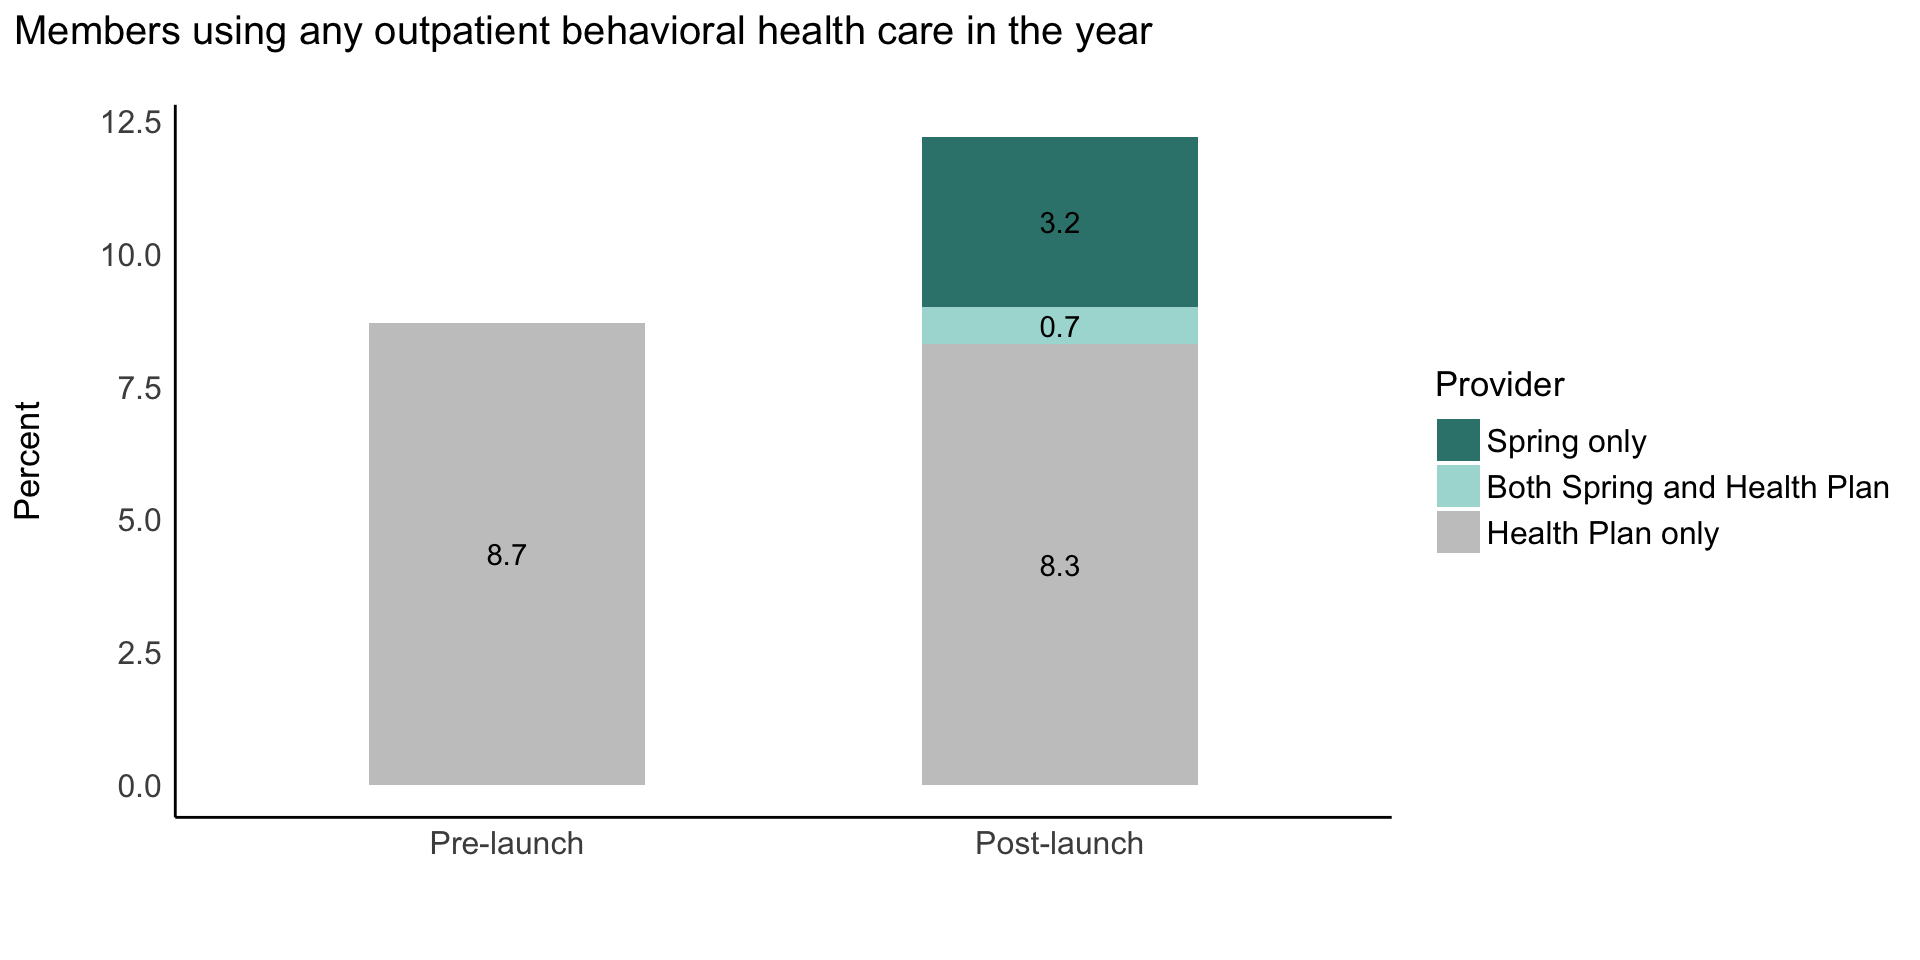 Members using any outpatient behavioral health care in the year
12.5
10.0
7.5
5.0
2.5
0.0
Percent
8.7
3.2
0.7
8.3
Pre-launch
Post-launch
Provider
Spring only
Both Spring and Health Plan
Health Plan only